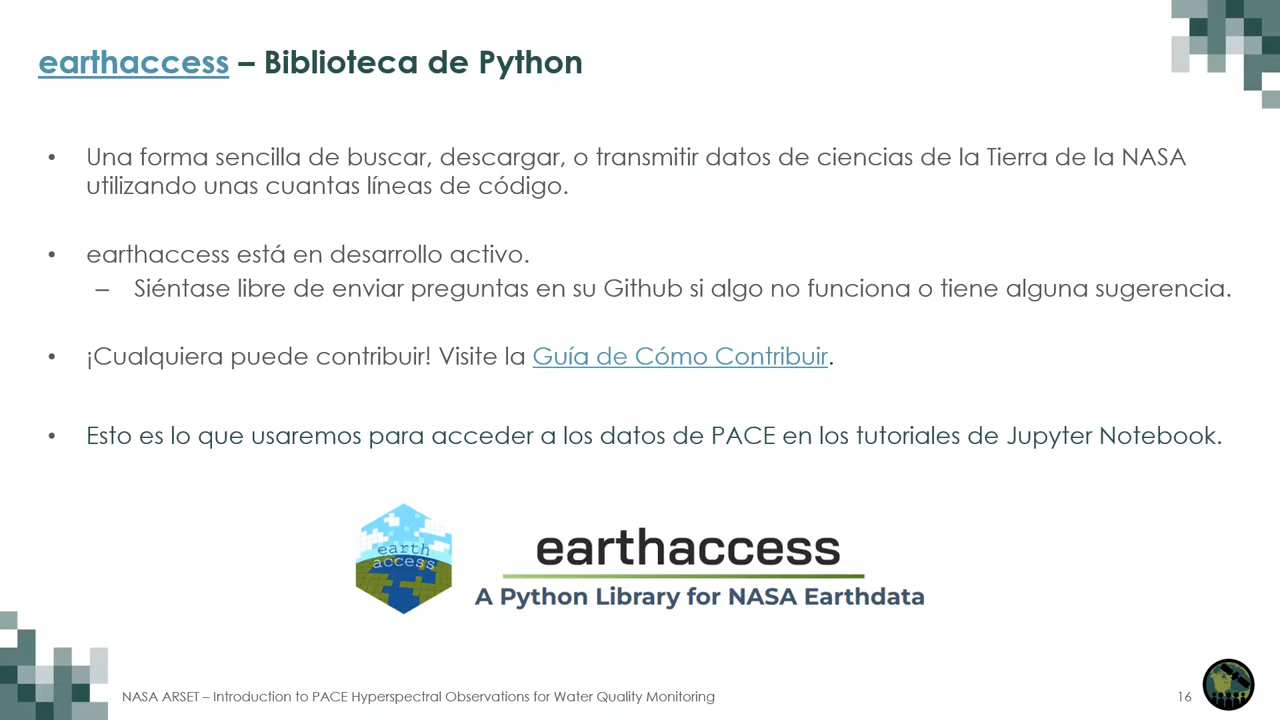 earthaccess – Biblioteca de Python
• Una forma sencilla de buscar, descargar, o transmitir datos de ciencias de la Tierra de la NASA
utilizando unas cuantas líneas de código.
• earthaccess está en desarrollo activo.
– Siéntase libre de enviar preguntas en su Github si algo no funciona o tiene alguna sugerencia.
• ¡Cualquiera puede contribuir! Visite la Guía de Cómo Contribuir.
• Esto es lo que usaremos para acceder a los datos de PACE en los tutoriales de Jupyter Notebook.
earth
access
earthaccess
A Python Library for NASA Earthdata
NASA ARSET – Introduction to PACE Hyperspectral Observations for Water Quality Monitoring
16